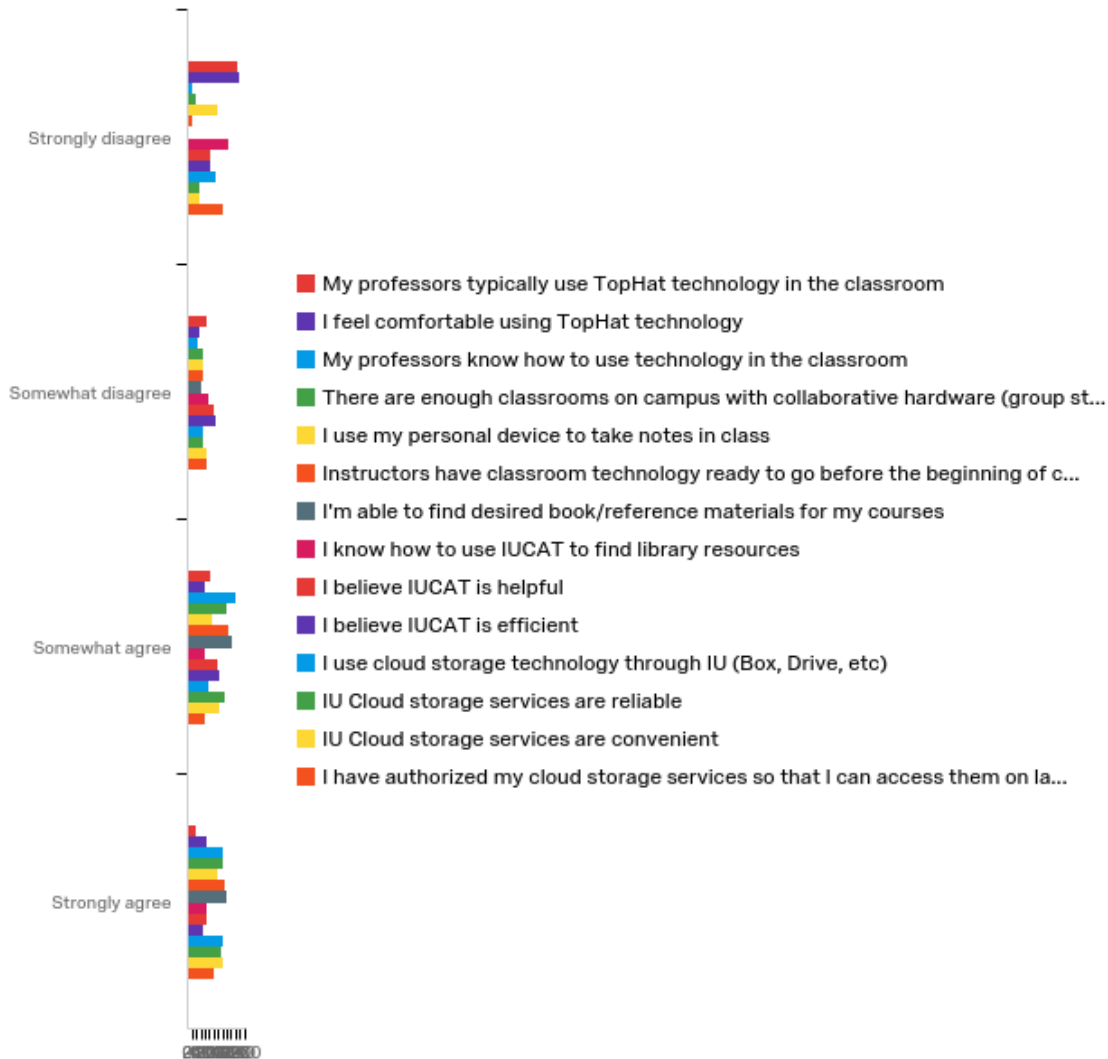 Strongly disagree
Somewhat disagree
Somewhat agree
Strongly agree
My professors typically use TopHat technology in the classroom
I feel comfortable using TopHat technology
My professors know how to use technology in the classroom
There are enough classrooms on campus with collaborative hardware (group st...
I use my personal device to take notes in class
Instructors have classroom technology ready to go before the beginning of c...
I'm able to find desired book/reference materials for my courses
I know how to use IUCAT to find library resources
I believe IUCAT is helpful
I believe IUCAT is efficient
I use cloud storage technology through IU (Box, Drive, etc)
IU Cloud storage services are reliable
IU Cloud storage services are convenient
I have authorized my cloud storage services so that I can access them on la...